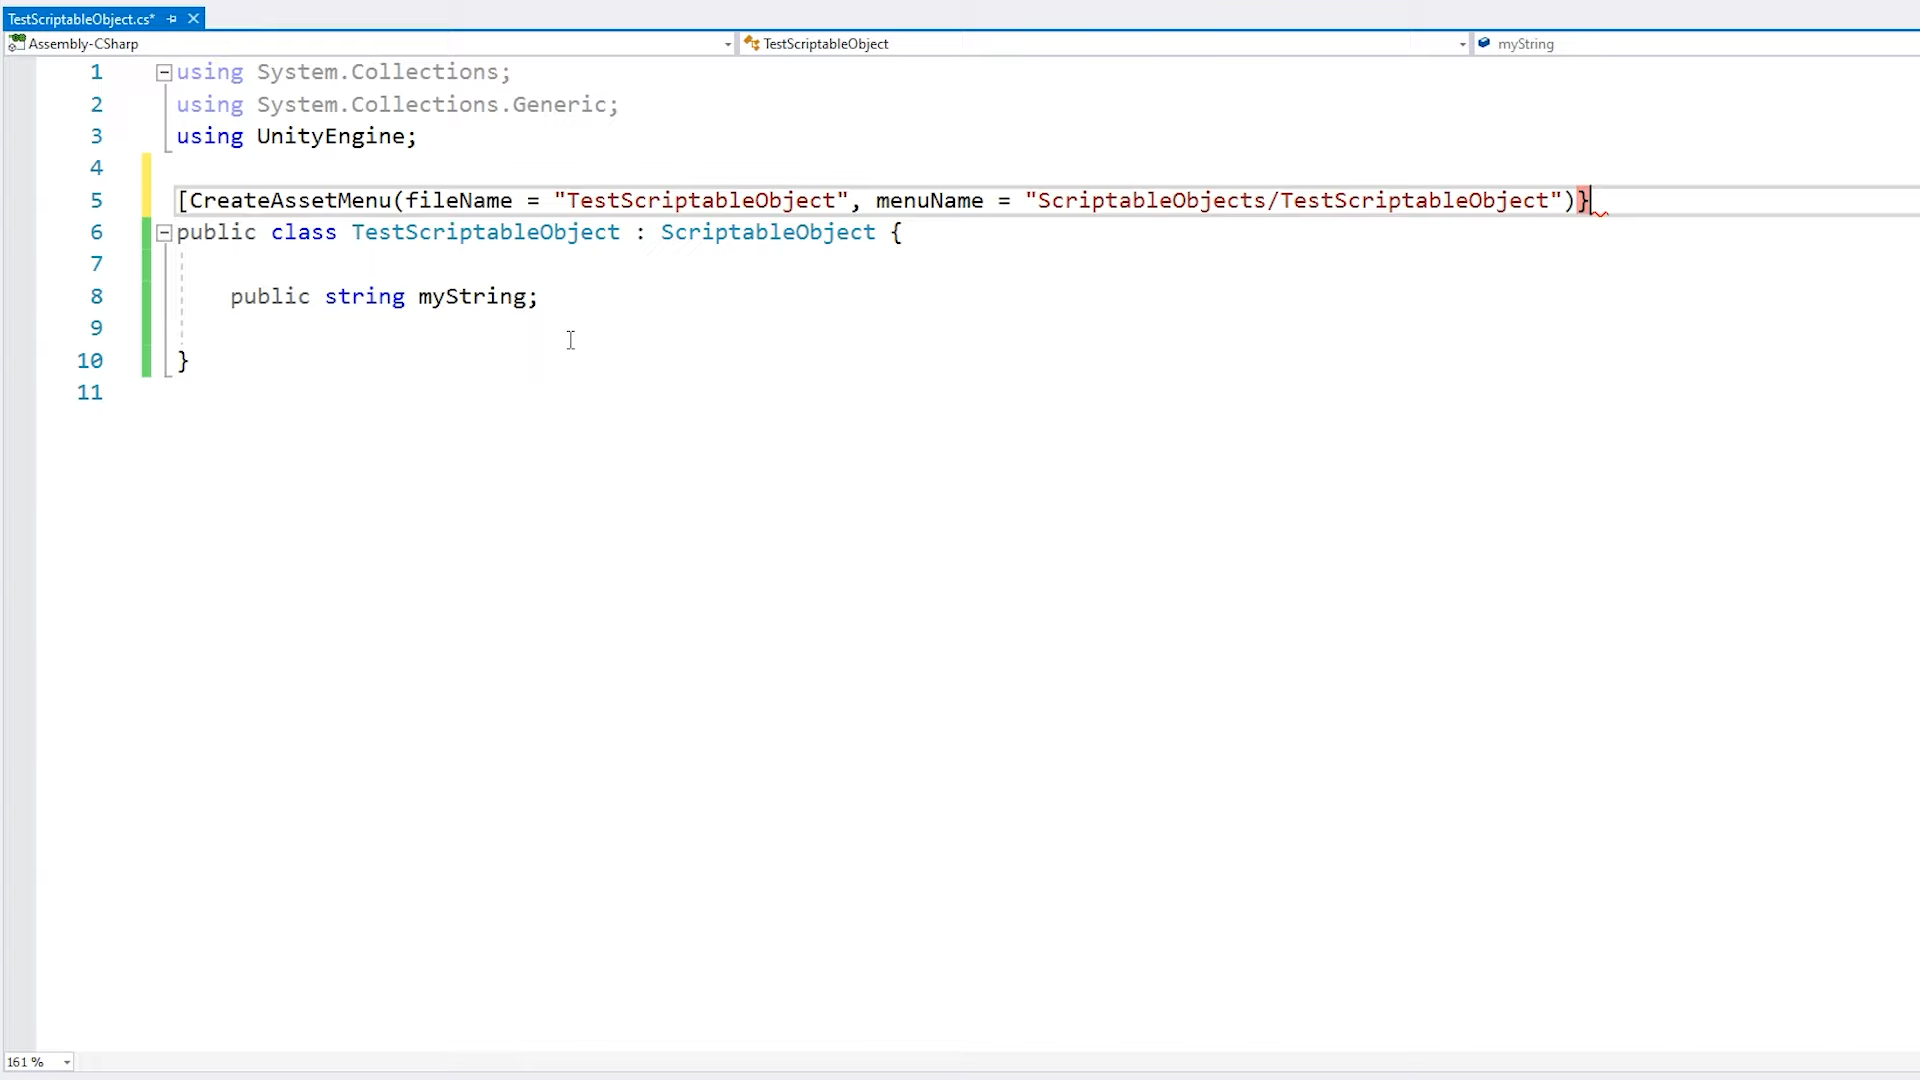 TestScriptableObject.cs*
Assembly-CSharp
TestScriptableObject
myString
1 using System.Collections;
2 using System.Collections.Generic;
3 using UnityEngine;
4
5 [CreateAssetMenu(fileName = "TestScriptableObject", menuName = "ScriptableObjects/TestScriptableObject")}
6 public class TestScriptableObject : ScriptableObject {
7
8 public string myString;
9
10 }
11
161 %